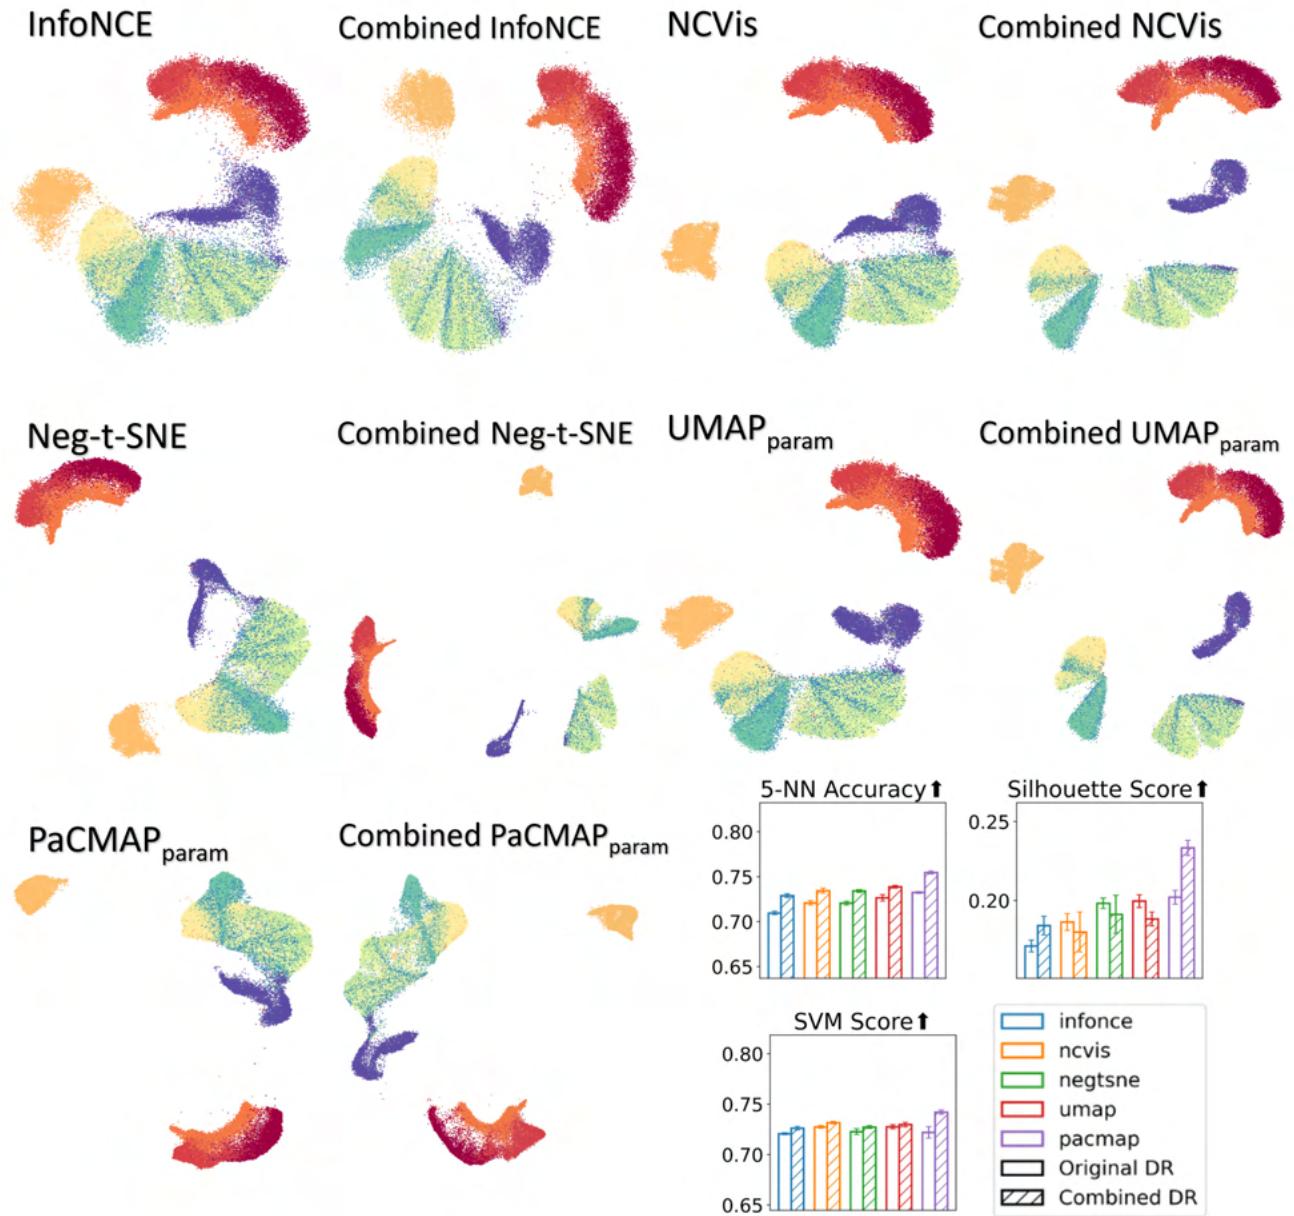 InfoNCE
Combined InfoNCE
NCVis
Combined NCVis
Neg-t-SNE
Combined Neg-t-SNE
UMAPparam
Combined UMAPparam
PaCMAPparam
Combined PaCMAPparam
5-NN Accuracy⬆
0.80
0.75
0.70
0.65
Silhouette Score⬆
0.25
0.20
SVM Score⬆
0.80
0.75
0.70
0.65
infonce
ncvis
negtsne
umap
pacmap
Original DR
Combined DR